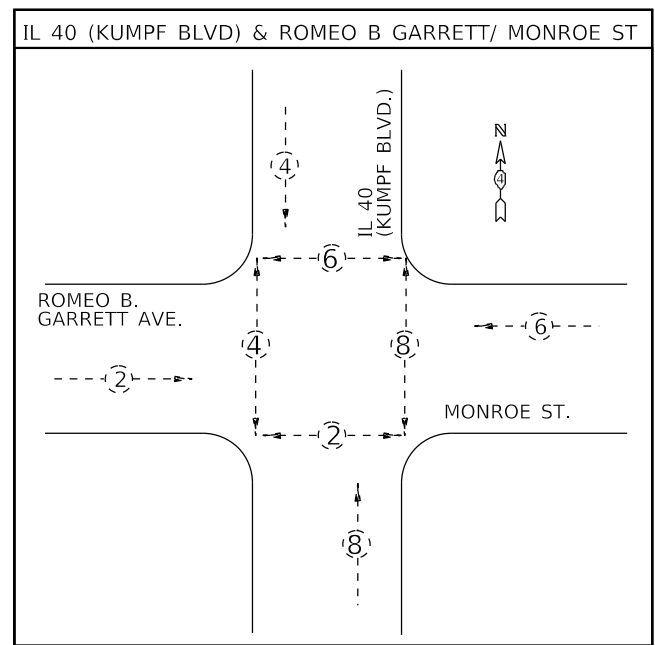 IL 40 (KUMPF BLVD) & ROMEO B GARRETT/ MONROE ST
4
IL 40
(KUMPF BLVD.)
N
4
6
ROMEO B.
GARRETT AVE.
6
4
8
2
MONROE ST.
2
8